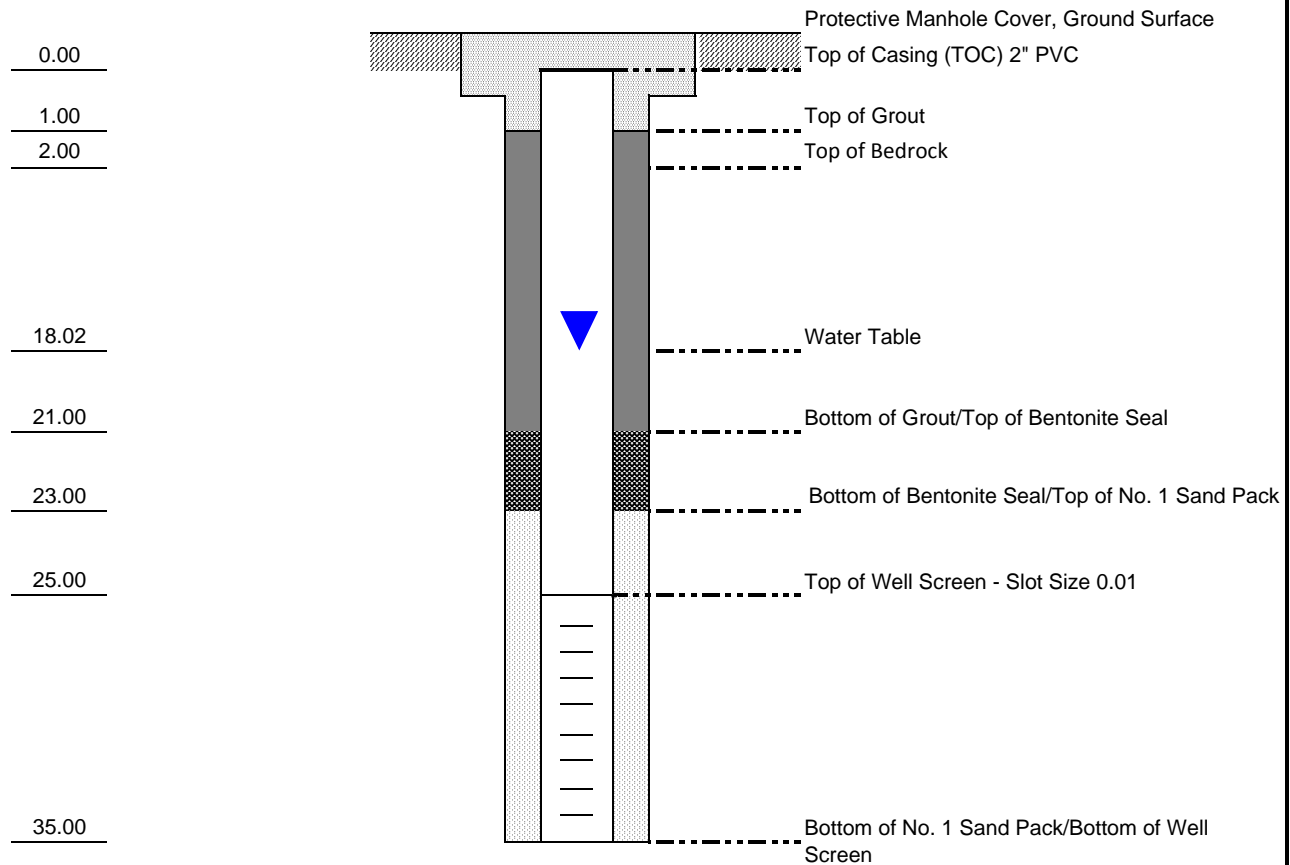 Protective Manhole Cover, Ground Surface
0.00 Top of Casing (TOC) 2" PVC
1.00 Top of Grout
2.00 Top of Bedrock
18.02 Water Table
21.00 Bottom of Grout/Top of Bentonite Seal
23.00 Bottom of Bentonite Seal/Top of No. 1 Sand Pack
25.00 Top of Well Screen - Slot Size 0.01
35.00 Bottom of No. 1 Sand Pack/Bottom of Well
Screen